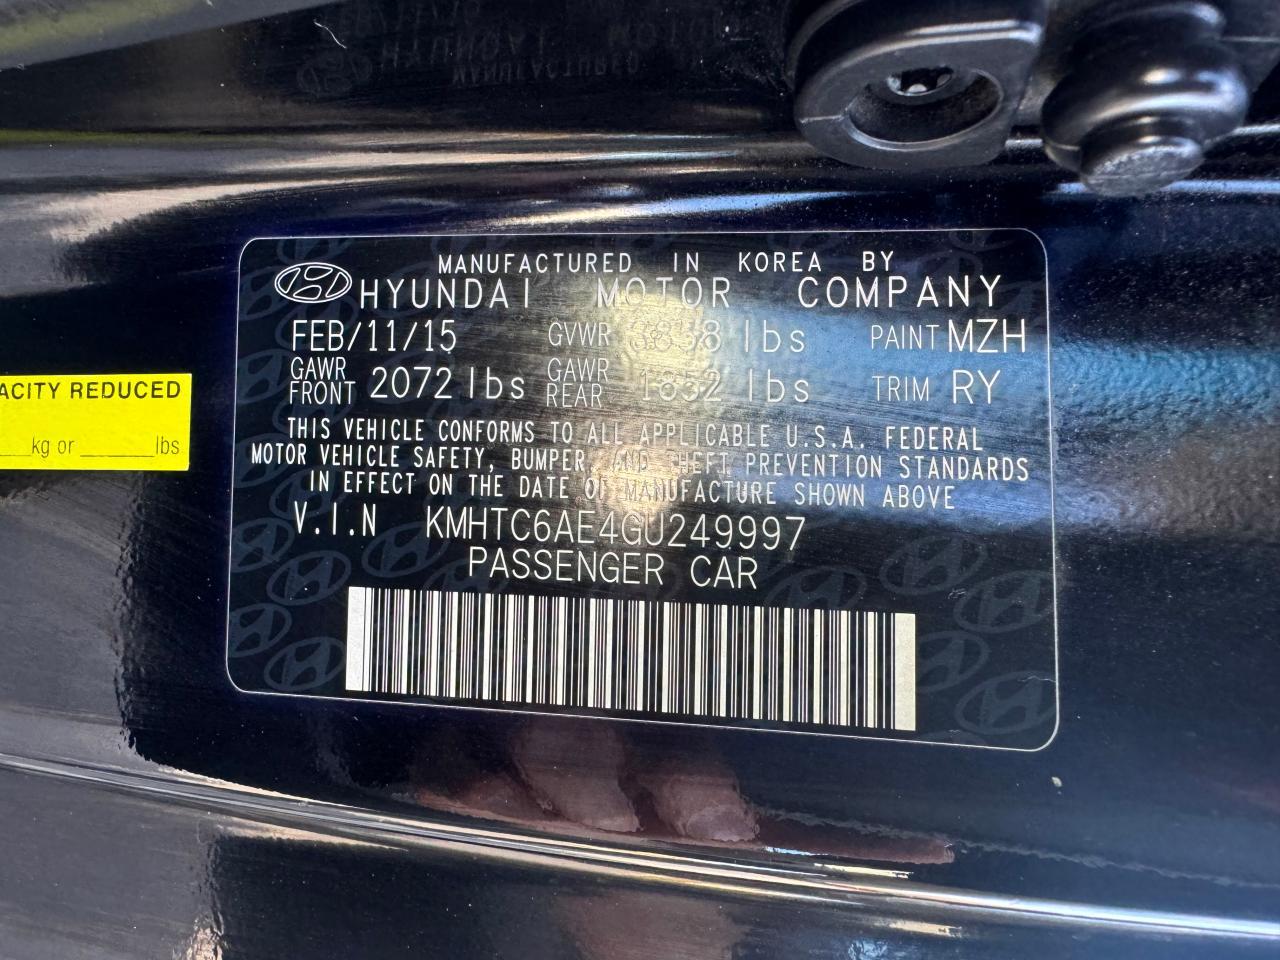 MANUFACTURED IN KOREA BY
HYUNDAI MOTOR COMPANY
FEB/11/15 GVWR 3838 lbs PAINT MZH
GAWR FRONT 2072 lbs GAWR REAR 1852 lbs TRIM RY
THIS VEHICLE CONFORMS TO ALL APPLICABLE U.S.A. FEDERAL
MOTOR VEHICLE SAFETY, BUMPER, AND THEFT PREVENTION STANDARDS
IN EFFECT ON THE DATE OF MANUFACTURE SHOWN ABOVE
V.I.N KMHTC6AE4GU249997
PASSENGER CAR
ACITY REDUCED
kg or lbs